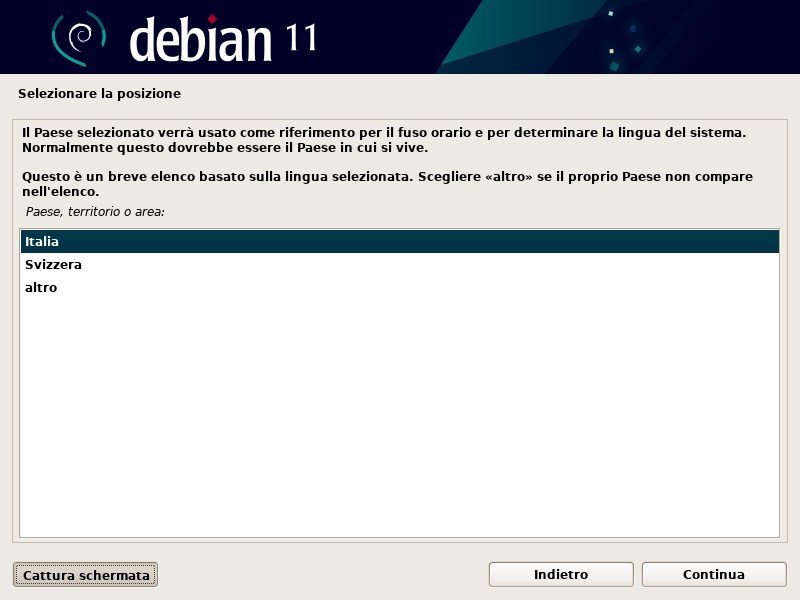 debian 11
Selezionare la posizione
Il Paese selezionato verrà usato come riferimento per il fuso orario e per determinare la lingua del sistema.
Normalmente questo dovrebbe essere il Paese in cui si vive.
Questo è un breve elenco basato sulla lingua selezionata. Scegliere «altro» se il proprio Paese non compare
nell'elenco.
Paese, territorio o area:
Italia
Svizzera
altro
Cattura schermata
Indietro
Continua